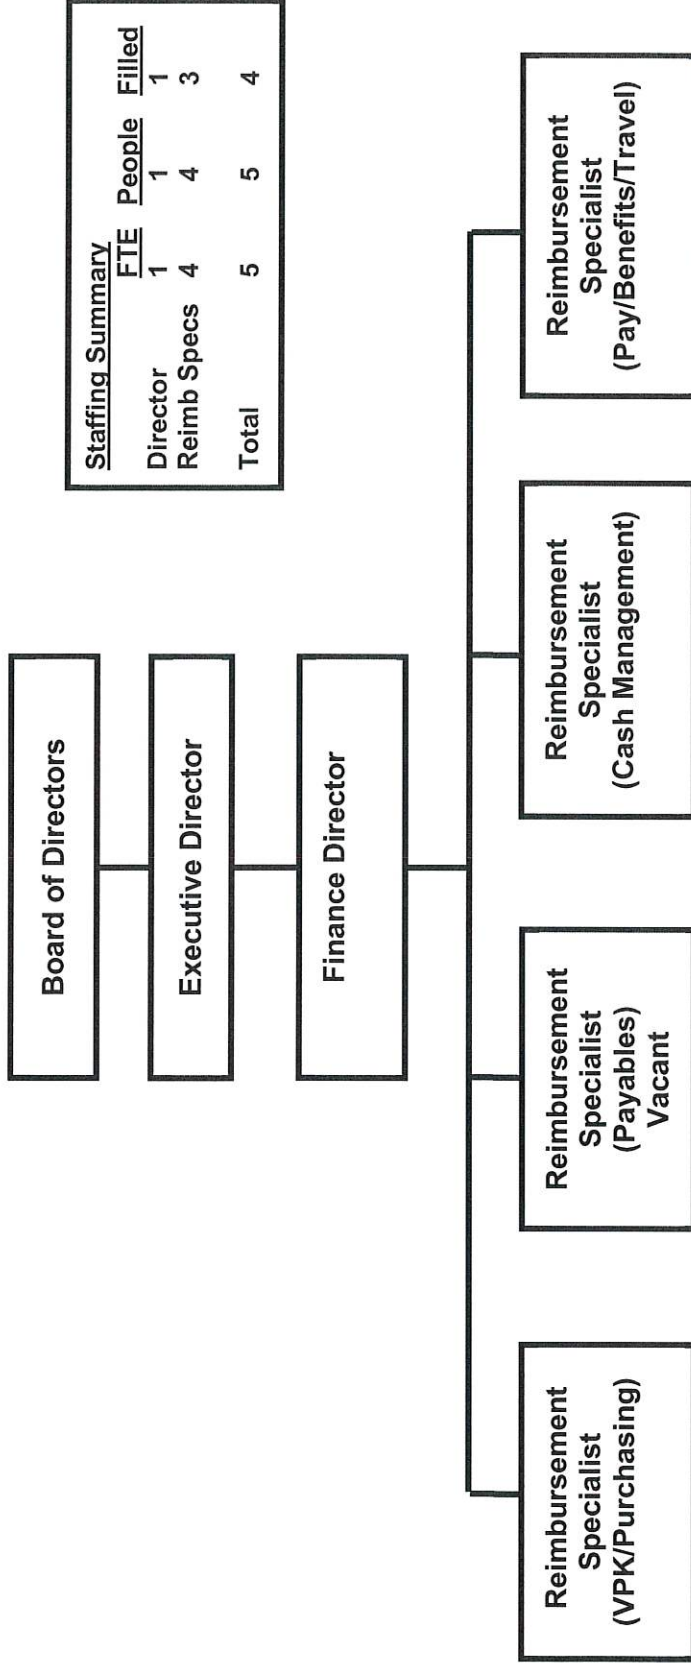 Board of Directors
Executive Director
Finance Director
Staffing Summary
FTE People Filled
Director 1 1 1
Reimb Specs 4 4 3
Total 5 5 4
Reimbursement
Specialist
(VPK/Purchasing)
Reimbursement
Specialist
(Payables)
Vacant
Reimbursement
Specialist
(Cash Management)
Reimbursement
Specialist
(Pay/Benefits/Travel)